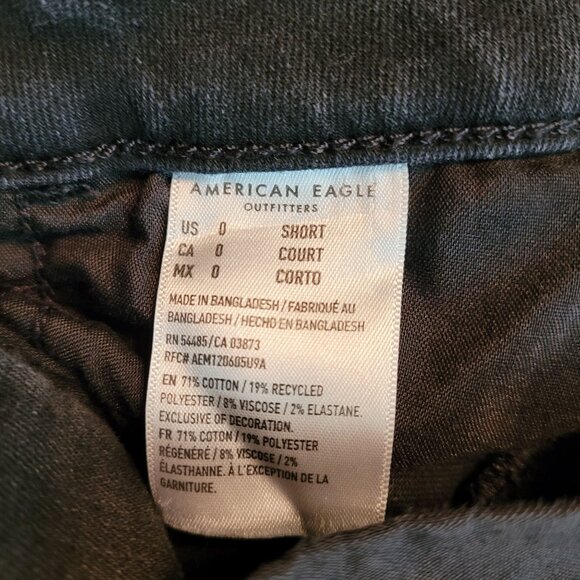 AMERICAN EAGLE
OUTFITTERS
US 0 SHORT
CA 0 COURT
MX 0 CORTO
MADE IN BANGLADESH / FABRIQUÉ AU
BANGLADESH / HECHO EN BANGLADESH
RN 54485/CA 03873
RFC# AEM120605U9A
EN 71% COTTON / 19% RECYCLED
POLYESTER / 8% VISCOSE / 2% ELASTANE.
EXCLUSIVE OF DECORATION.
FR 71% COTON / 19% POLYESTER
RÉGÉNÉRÉ / 8% VISCOSE / 2%
ÉLASTHANNE. À L'EXCEPTION DE LA
GARNITURE.